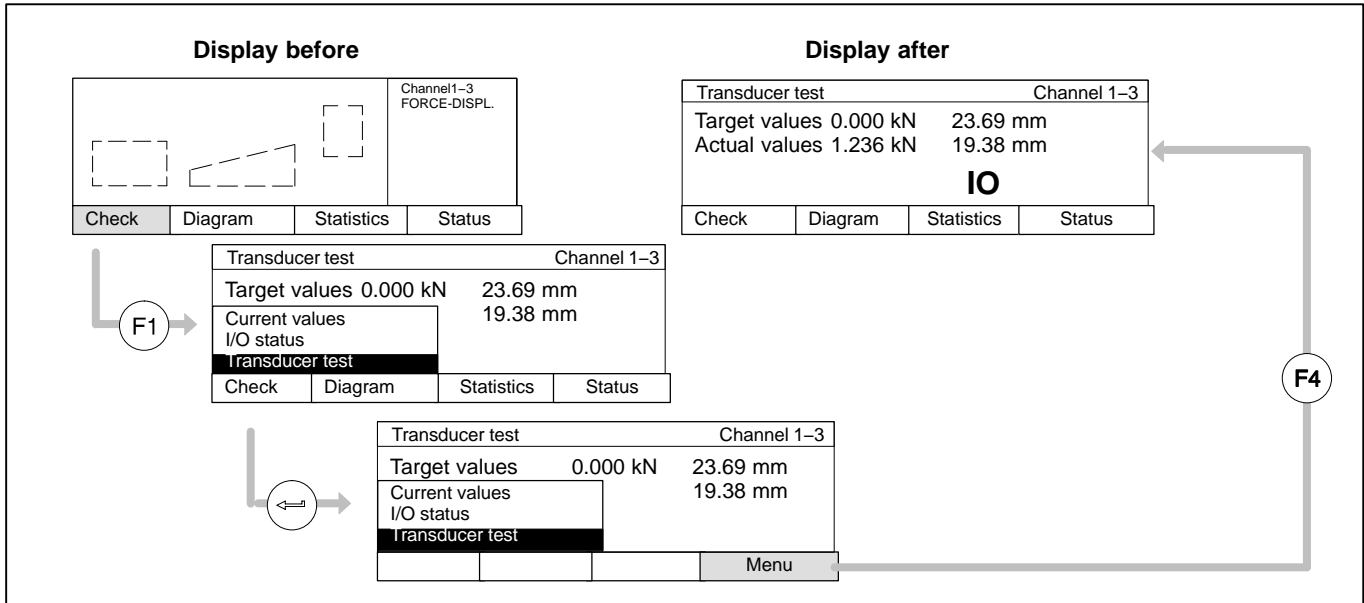 Display before
Display after
Channel1–3
FORCE-DISPL.
Check Diagram Statistics Status
Transducer test Channel 1–3
Target values 0.000 kN 23.69 mm
Actual values 1.236 kN 19.38 mm
IO
Check Diagram Statistics Status
F1
Transducer test Channel 1–3
Target values 0.000 kN 23.69 mm
19.38 mm
Current values
I/O status
Transducer test
Check Diagram Statistics Status
F4
Transducer test Channel 1–3
Target values 0.000 kN 23.69 mm
19.38 mm
Current values
I/O status
Transducer test
Menu